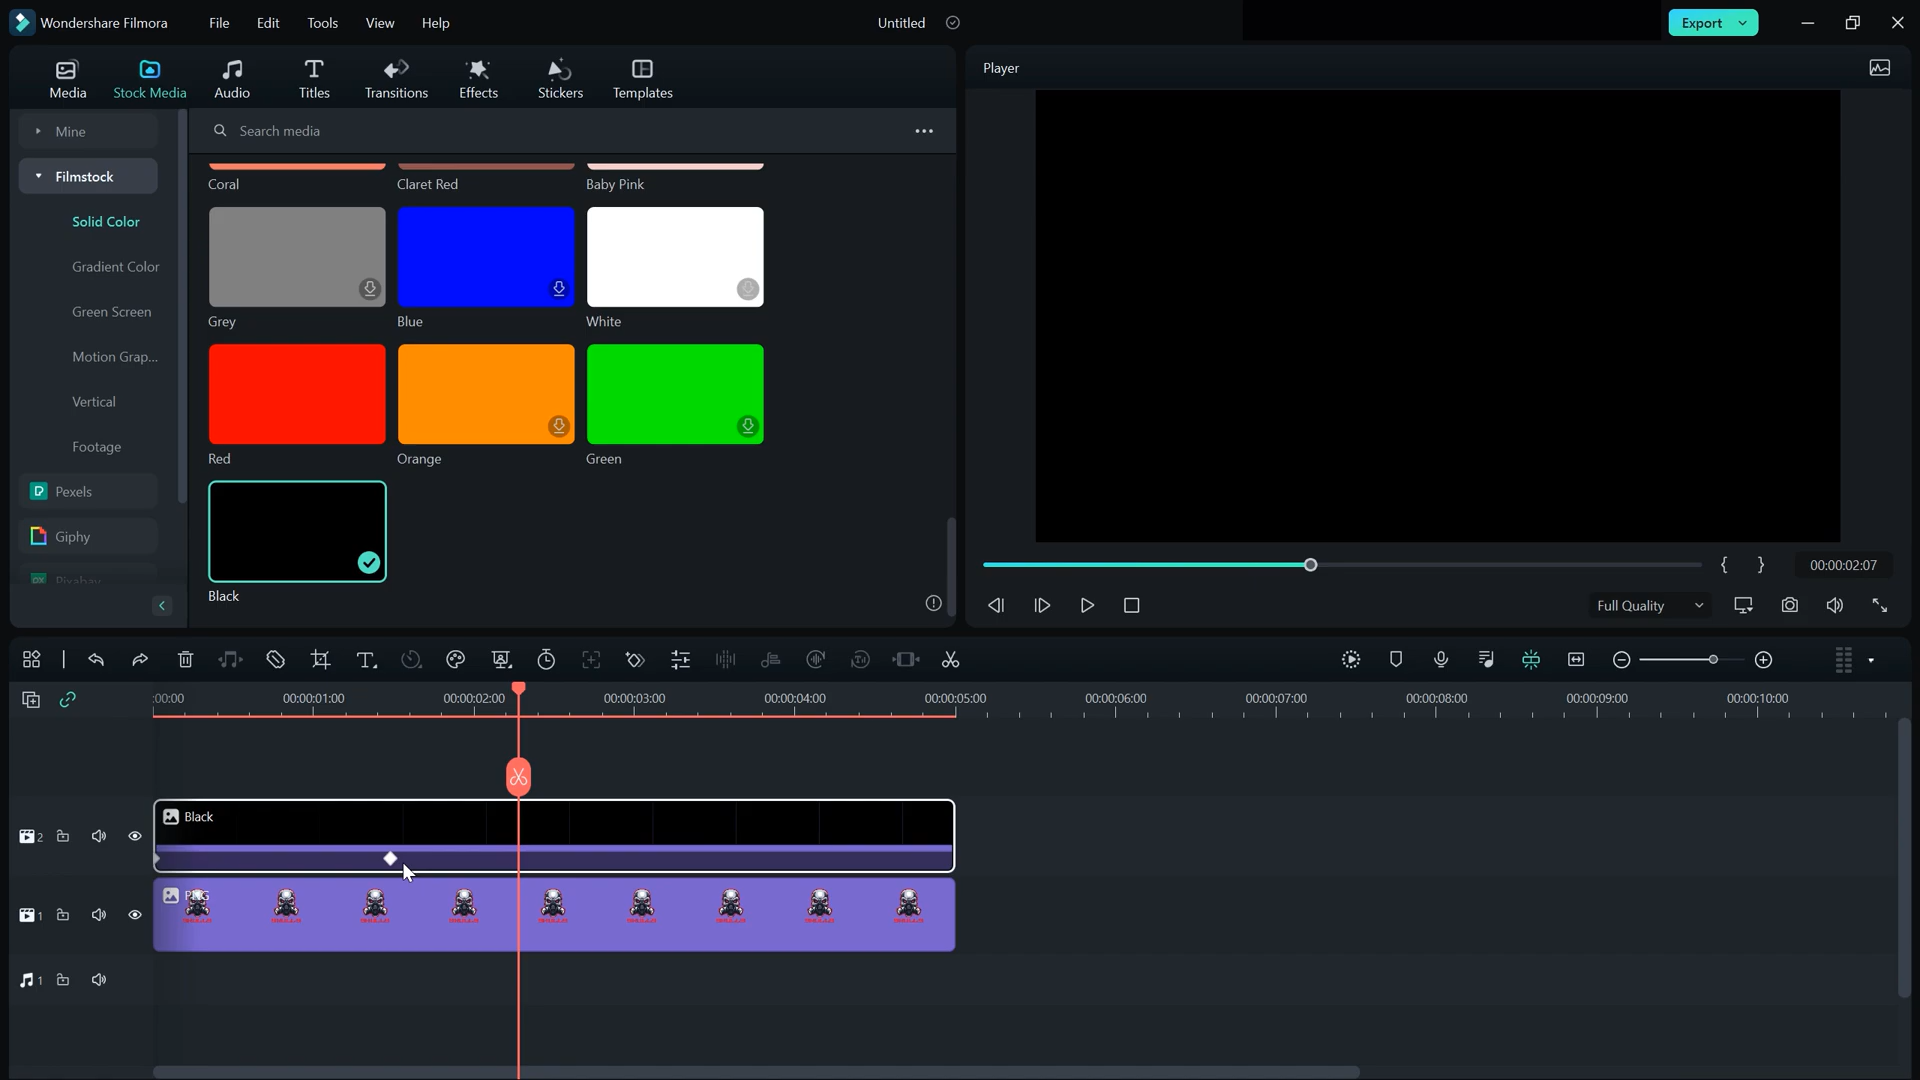 Wondershare Filmora File Edit Tools View Help Untitled Export
Media Stock Media Audio Titles Transitions Effects Stickers Templates
Player
Mine
Search media
Filmstock
Solid Color
Gradient Color
Green Screen
Motion Grap...
Vertical
Footage
Pexels
Giphy
Pixabay
Coral Claret Red Baby Pink
Grey Blue White
Red Orange Green
Black
00:00:02:07
Full Quality
:00:00 00:00:01:00 00:00:02:00 00:00:03:00 00:00:04:00 00:00:05:00 00:00:06:00 00:00:07:00 00:00:08:00 00:00:09:00 00:00:10:00
Black
2
PNG
1
1